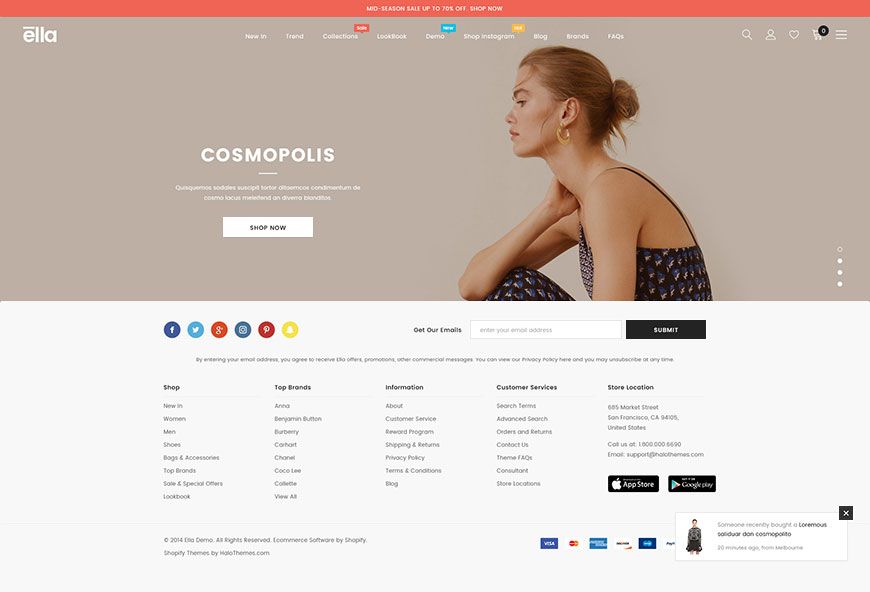 MID-SEASON SALE UP TO 70% OFF. SHOP NOW
ella
Sale
New
Hot
New In
Trend
Collections
LookBook
Demo
Shop Instagram
Blog
Brands
FAQs
0
COSMOPOLIS
Quisquemos sodales suscipit tortor ditaemcos condimentum de
cosmo lacus meleifend an diverra blanditos.
SHOP NOW
Get Our Emails
enter your email address
SUBMIT
By entering your email address, you agree to receive Ella offers, promotions, other commercial messages. You can view our Privacy Policy here and you may unsubscribe at any time.
Shop
New In
Women
Men
Shoes
Bags & Accessories
Top Brands
Sale & Special Offers
Lookbook
Top Brands
Anna
Benjamin Button
Burberry
Carhart
Chanel
Coco Lee
Collette
View All
Information
About
Customer Service
Reward Program
Shipping & Returns
Privacy Policy
Terms & Conditions
Blog
Customer Services
Search Terms
Advanced Search
Orders and Returns
Contact Us
Theme FAQs
Consultant
Store Locations
Store Location
685 Market Street
San Francisco, CA 94105,
United States
Call us at: 1.800.000.6690
Email: support@halothemes.com
App Store
Google play
© 2014 Ella Demo. All Rights Reserved. Ecommerce Software by Shopify.
Shopify Themes by HaloThemes.com.
VISA
Someone recently bought a Loremous
saliduar dan cosmopolito
20 minutes ago, from Melbourne